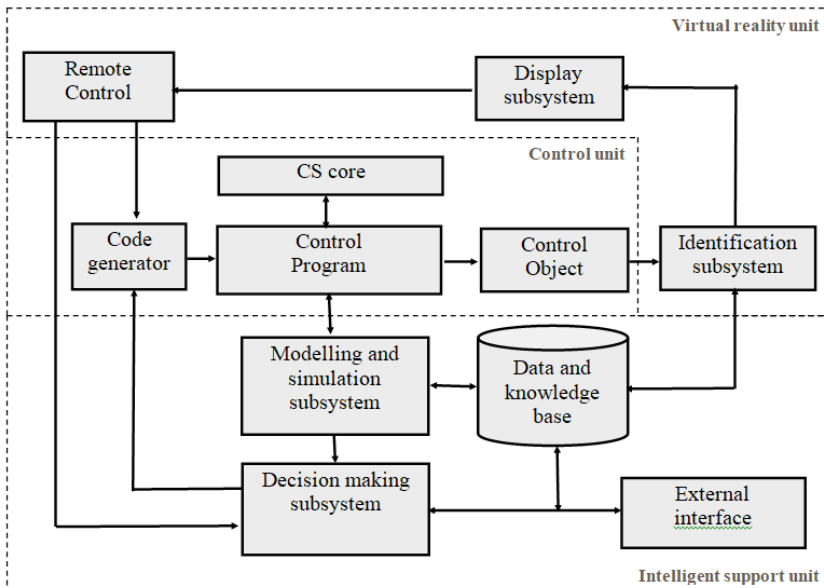 Virtual reality unit
Remote
Control
Display
subsystem
Control unit
CS core
Code
generator
Control
Program
Control
Object
Identification
subsystem
Modelling and
simulation
subsystem
Data and
knowledge
base
Decision making
subsystem
External
interface
Intelligent support unit